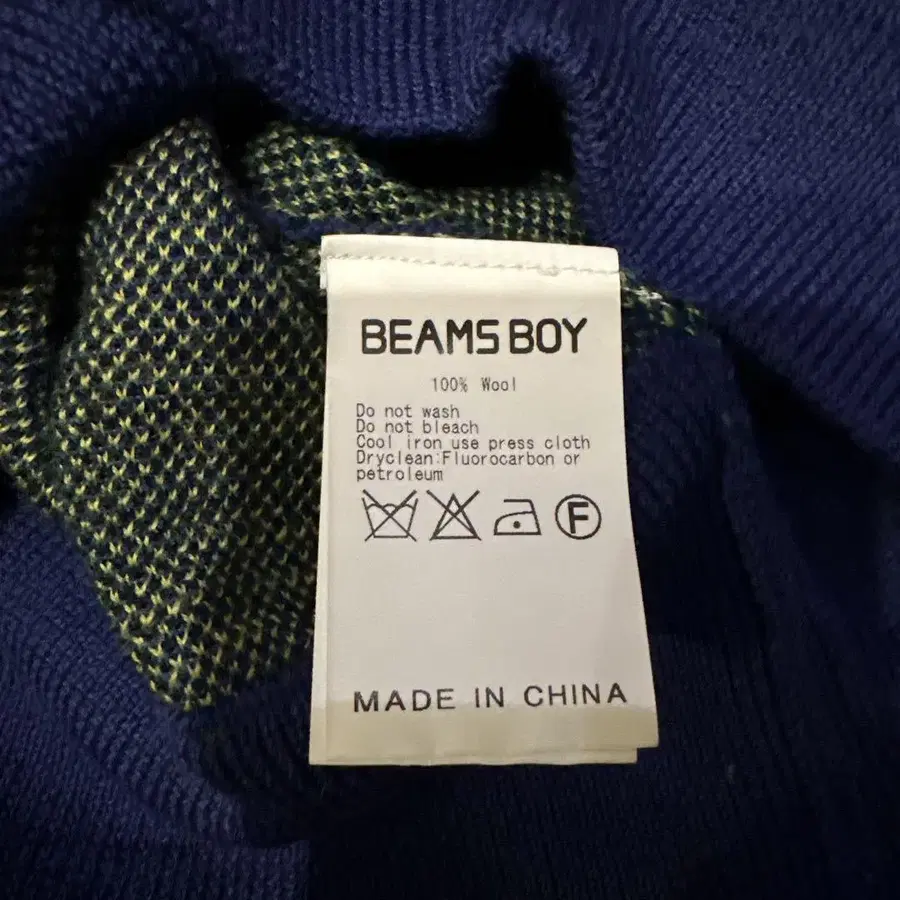 BEAMS BOY
100% Wool
Do not wash
Do not bleach
Cool iron use press cloth
Dryclean:Fluorocarbon or
petroleum
F
MADE IN CHINA